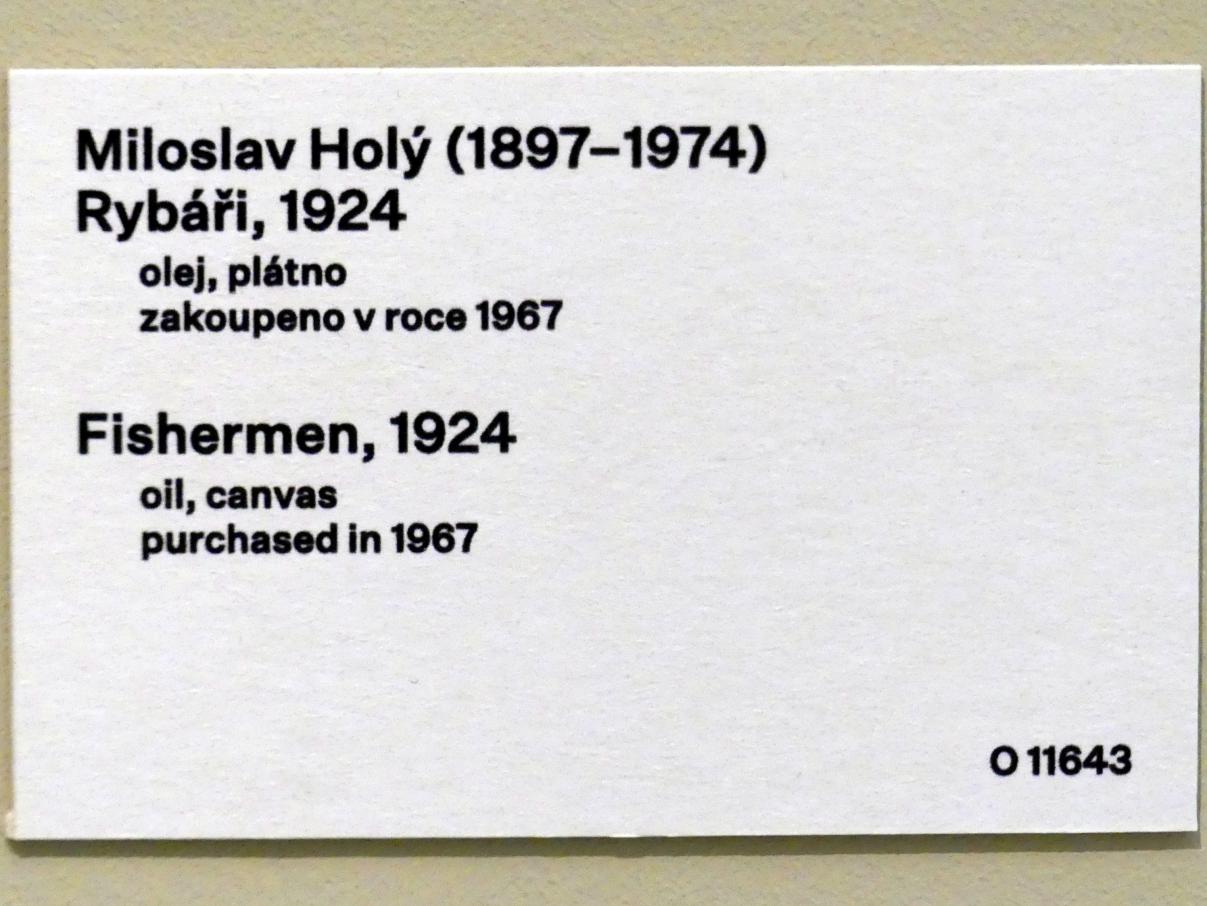 Miloslav Holý (1897–1974)
Rybáři, 1924
olej, plátno
zakoupeno v roce 1967
Fishermen, 1924
oil, canvas
purchased in 1967
O 11643